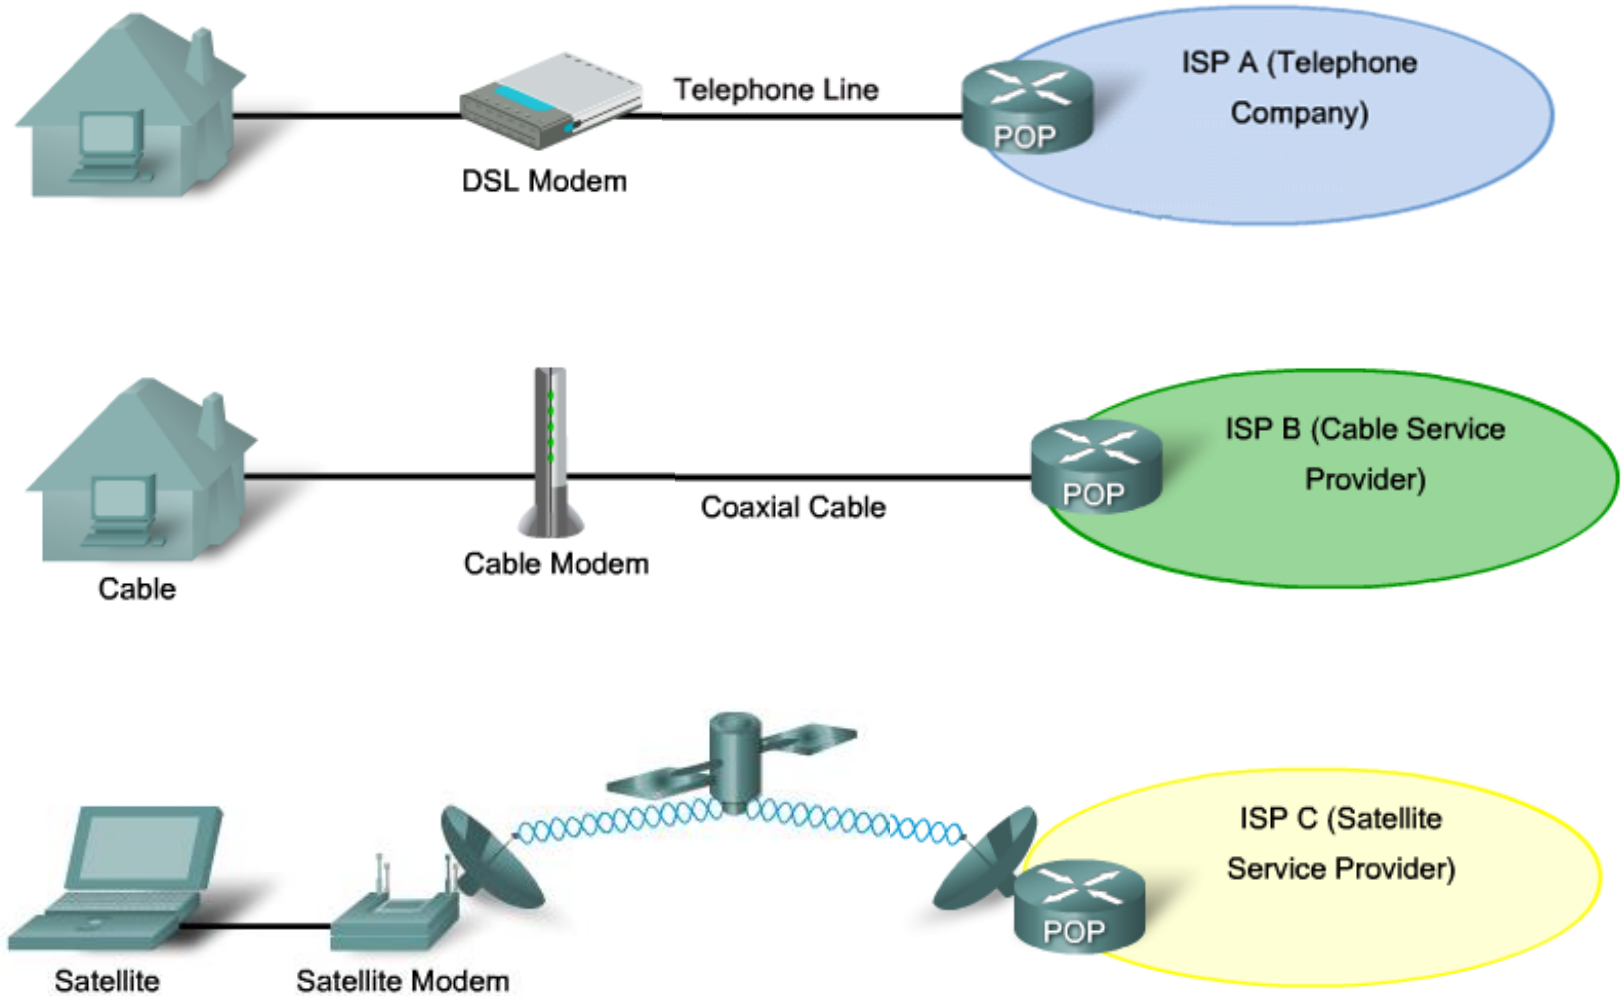 Telephone Line
ISP A (Telephone
Company)
POP
DSL Modem
ISP B (Cable Service
Provider)
POP
Coaxial Cable
Cable Modem
Cable
ISP C (Satellite
Service Provider)
POP
Satellite
Satellite Modem